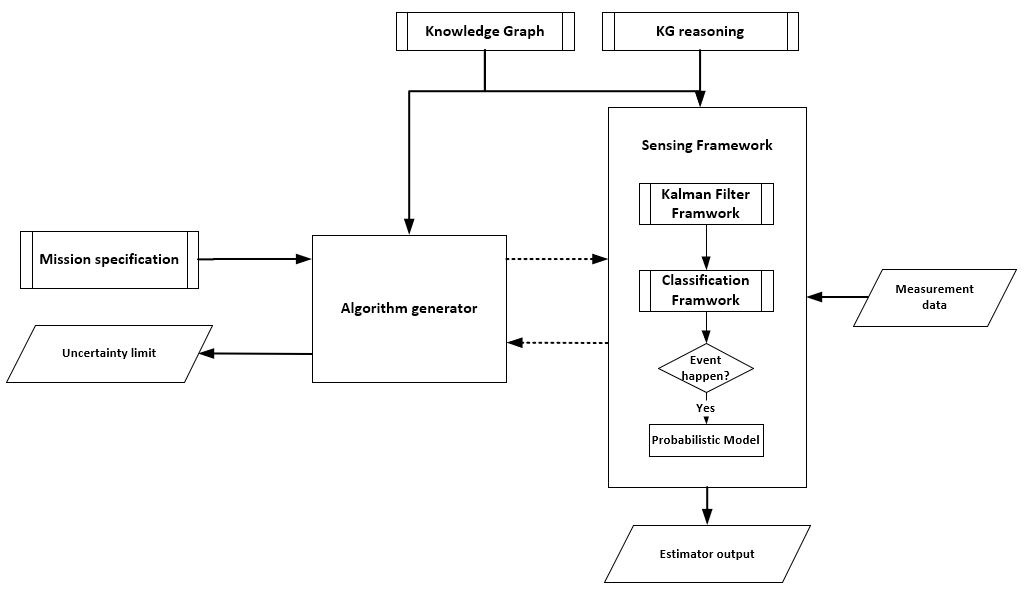 Knowledge Graph
KG reasoning
Sensing Framework
Kalman Filter
Framwork
Mission specification
Algorithm generator
Classification
Framwork
Measurement
data
Uncertainty limit
Event
happen?
Yes
Probabilistic Model
Estimator output